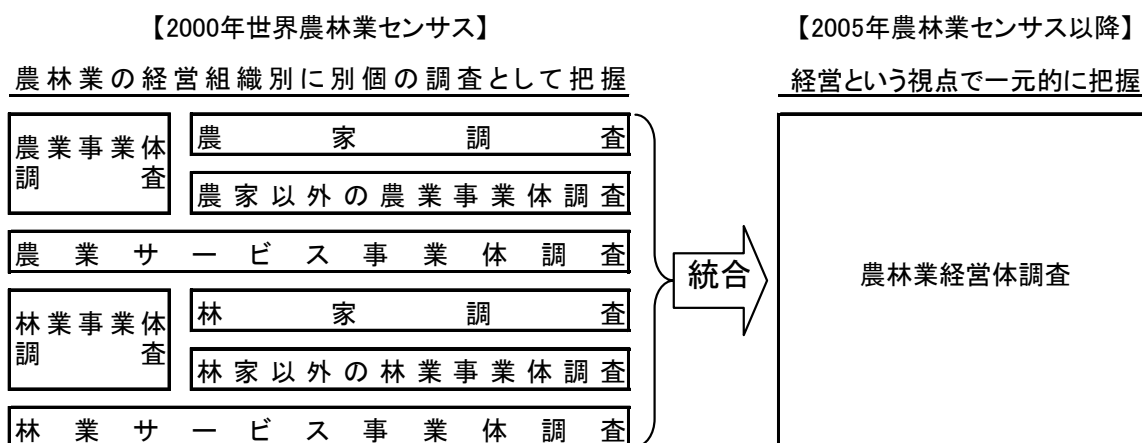 【2000年世界農林業センサス】
農林業の経営組織別に別個の調査として把握
農業事業体
調査
農家調査
農家以外の農業事業体調査
農業サービス事業体調査
林業事業体
調査
林家調査
林家以外の林業事業体調査
林業サービス事業体調査
統合
【2005年農林業センサス以降】
経営という視点で一元的に把握
農林業経営体調査